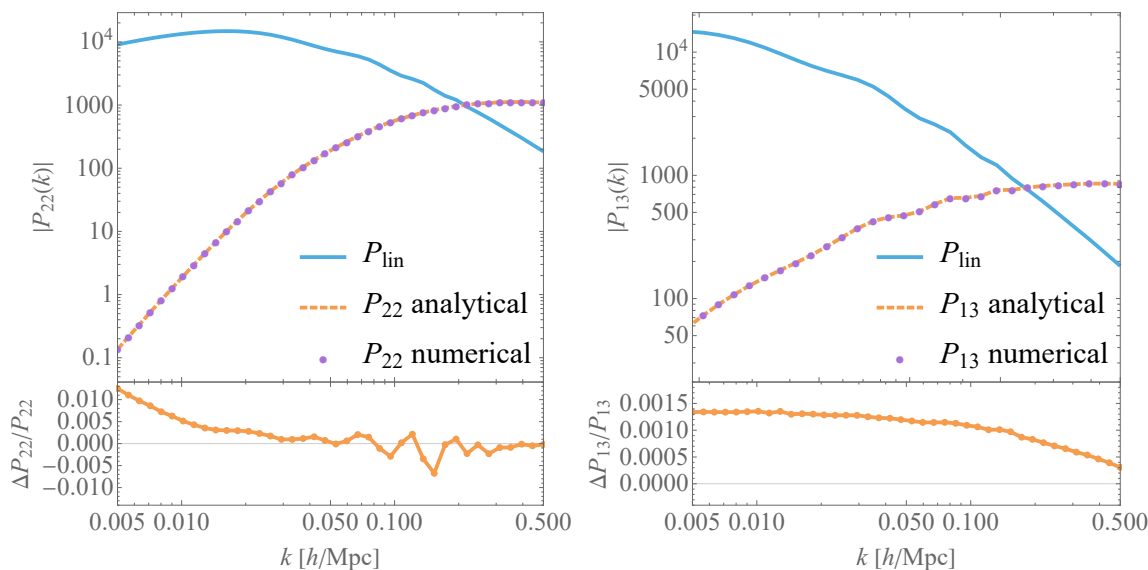 10^4
1000
100
10
1
0.1
|P_22(k)|
P_lin
P_22 analytical
P_22 numerical
0.010
0.005
0.000
−0.005
−0.010
ΔP_22/P_22
0.005 0.010 0.050 0.100 0.500
k [h/Mpc]
10^4
5000
1000
500
100
50
|P_13(k)|
P_lin
P_13 analytical
P_13 numerical
0.0015
0.0010
0.0005
0.0000
ΔP_13/P_13
0.005 0.010 0.050 0.100 0.500
k [h/Mpc]